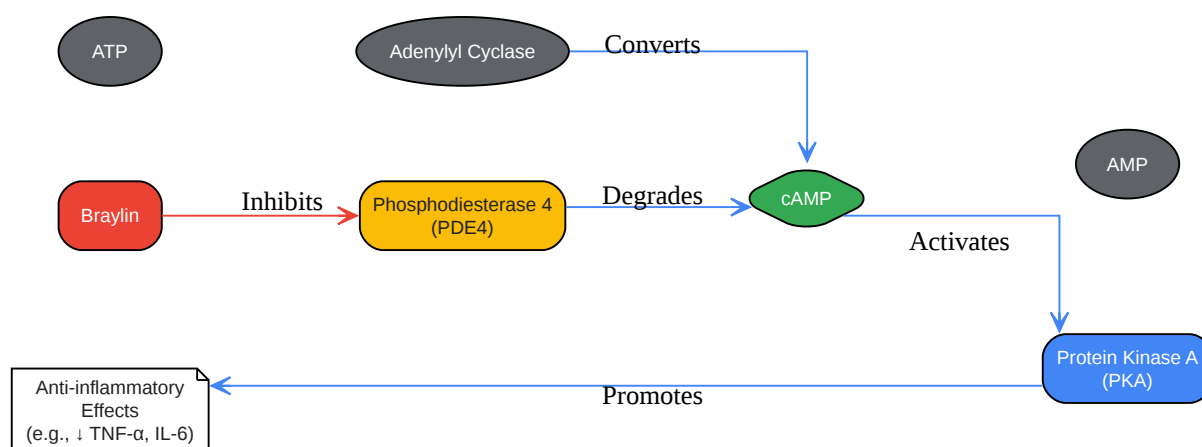 ATP
Adenylyl Cyclase
Converts
AMP
Braylin
Inhibits
Phosphodiesterase 4
(PDE4)
Degrades
cAMP
Activates
Protein Kinase A
(PKA)
Promotes
Anti-inflammatory
Effects
(e.g., ↓ TNF-α, IL-6)